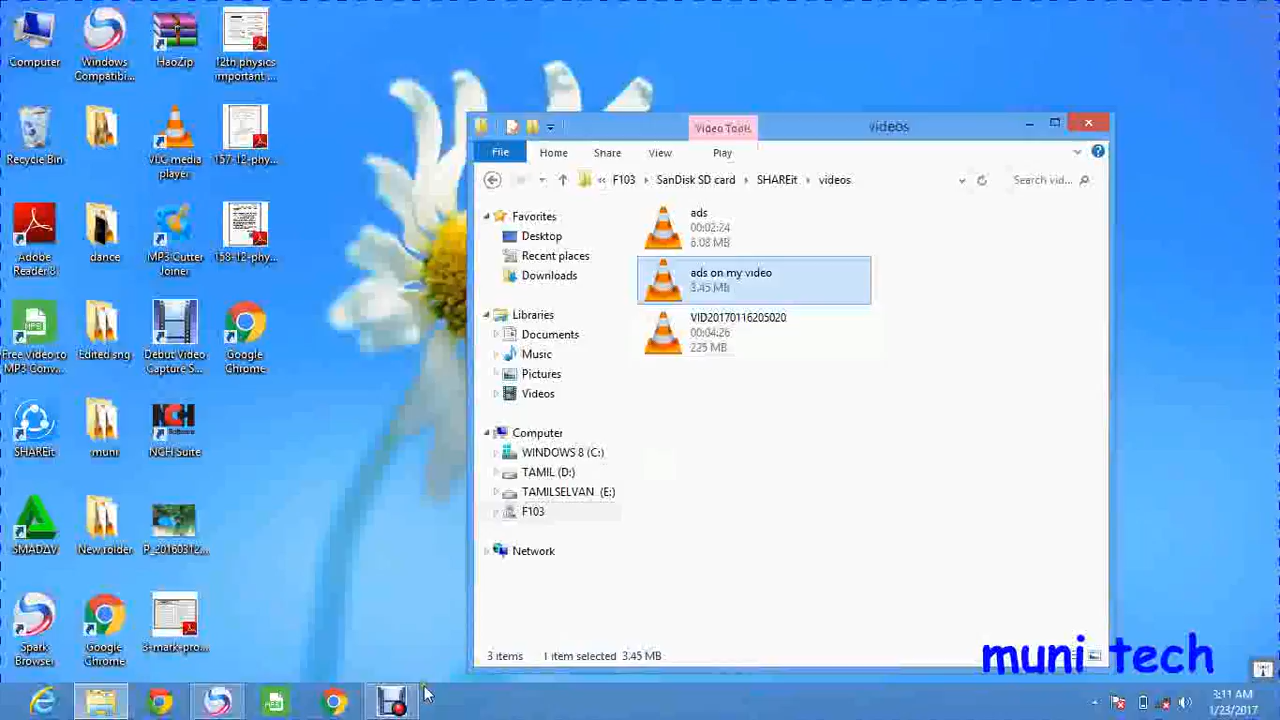 Computer
Windows
Compatibi...
HaoZip
12th physics
important ...
Recycle Bin
VLC media
player
157-12-phy...
Adobe
Reader 8
dance
MP3 Cutter
Joiner
158-12-phy...
Free Video to
MP3 Conv...
Edited sng
Debut Video
Capture S...
Google
Chrome
SHAREit
muni
NCH Suite
SMADAV
New folder
P_20160312...
Spark
Browser
Google
Chrome
3-mark-pro...
Video Tools
videos
File
Home
Share
View
Play
« F103 SanDisk SD card SHAREit videos
Search vid...
Favorites
Desktop
Recent places
Downloads
Libraries
Documents
Music
Pictures
Videos
Computer
WINDOWS 8 (C:)
TAMIL (D:)
TAMILSELVAN (E:)
F103
Network
ads
00:02:24
6.08 MB
ads on my video
3.45 MB
VID20170116205020
00:04:26
225 MB
3 items 1 item selected 3.45 MB
muni tech
3:11 AM
1/23/2017